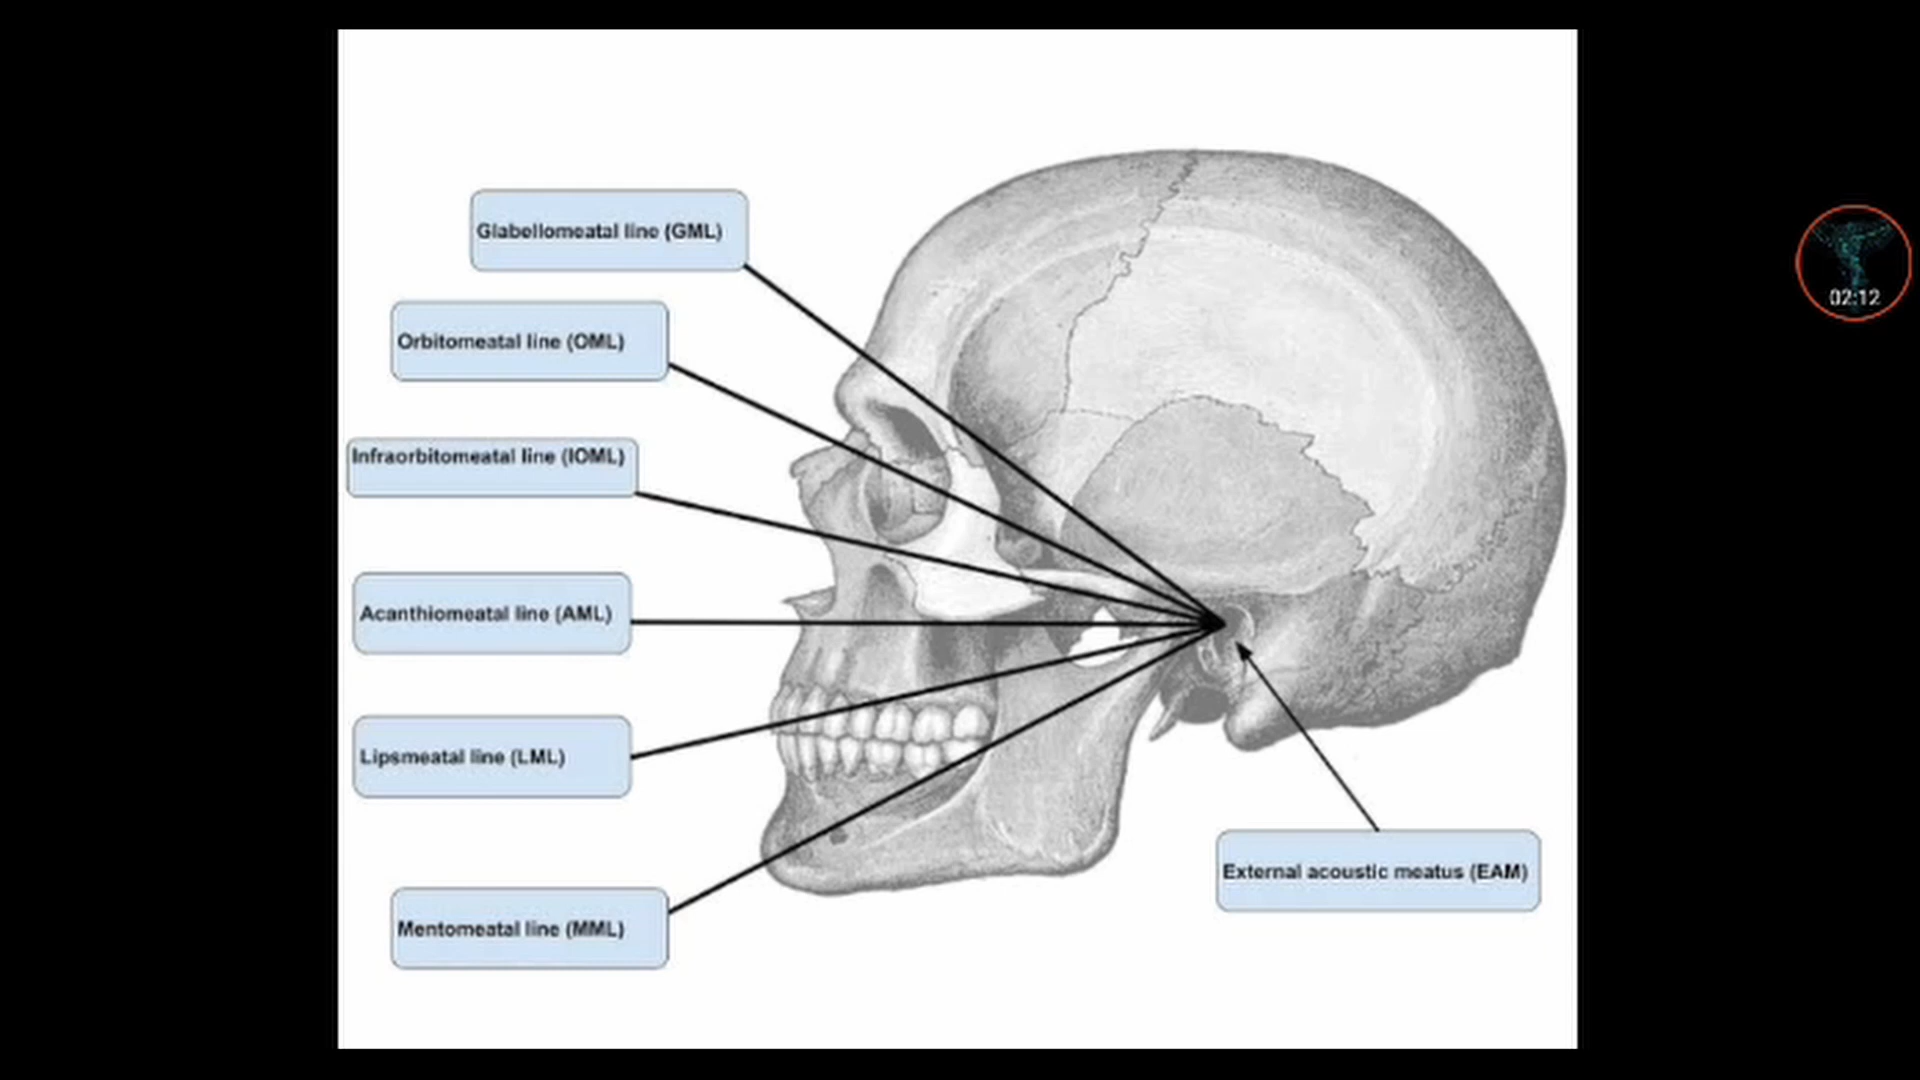 Glabellomeatal line (GML)
Orbitomeatal line (OML)
Infraorbitomeatal line (IOML)
Acanthiomeatal line (AML)
Lipsmeatal line (LML)
Mentomeatal line (MML)
External acoustic meatus (EAM)
02:12